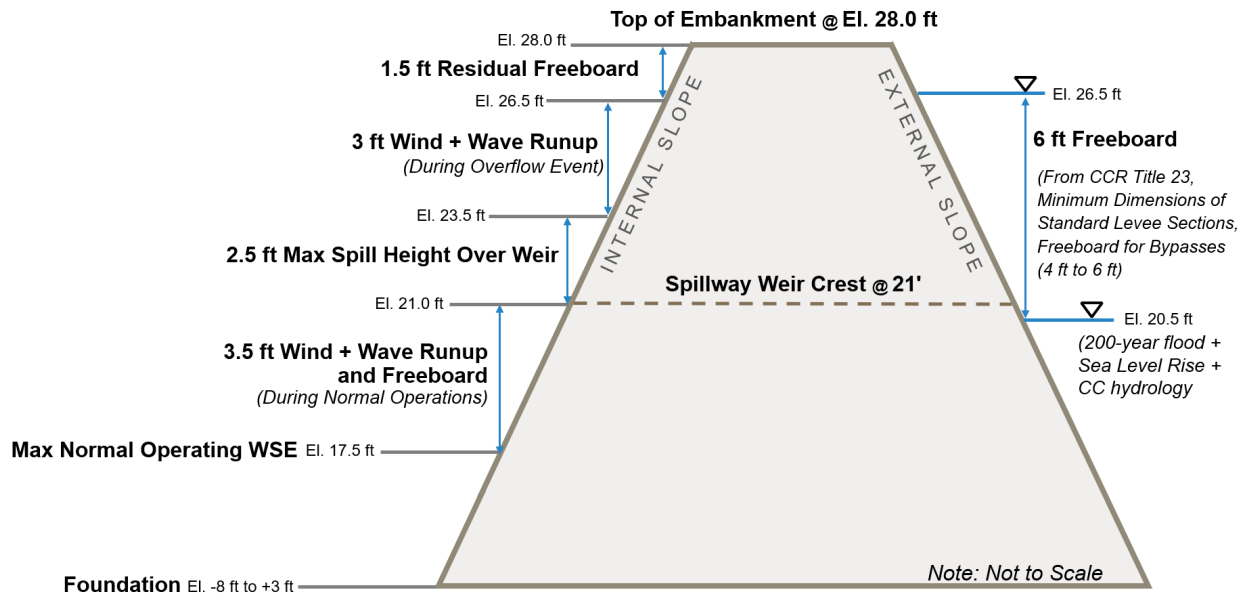 Top of Embankment @ El. 28.0 ft
El. 28.0 ft
1.5 ft Residual Freeboard
El. 26.5 ft
3 ft Wind + Wave Runup
(During Overflow Event)
El. 23.5 ft
2.5 ft Max Spill Height Over Weir
El. 21.0 ft
3.5 ft Wind + Wave Runup
and Freeboard
(During Normal Operations)
Max Normal Operating WSE El. 17.5 ft
Foundation El. -8 ft to +3 ft
INTERNAL SLOPE
Spillway Weir Crest @ 21'
EXTERNAL SLOPE
El. 26.5 ft
6 ft Freeboard
(From CCR Title 23,
Minimum Dimensions of
Standard Levee Sections,
Freeboard for Bypasses
(4 ft to 6 ft)
El. 20.5 ft
(200-year flood +
Sea Level Rise +
CC hydrology
Note: Not to Scale